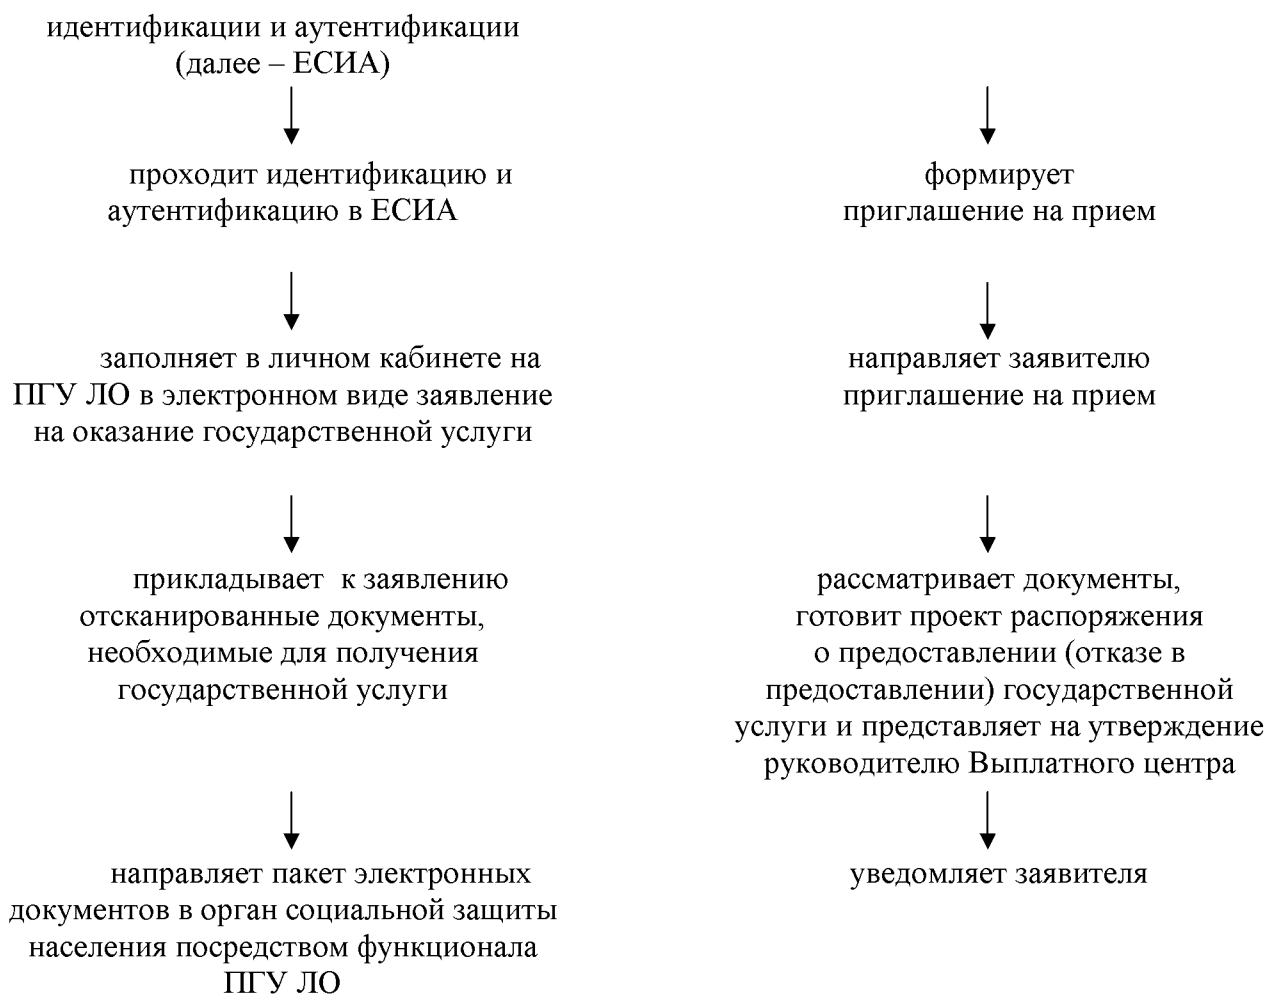 идентификации и аутентификации
(далее – ЕСИА)
проходит идентификацию и
аутентификацию в ЕСИА
заполняет в личном кабинете на
ПГУ ЛО в электронном виде заявление
на оказание государственной услуги
прикладывает к заявлению
отсканированные документы,
необходимые для получения
государственной услуги
направляет пакет электронных
документов в орган социальной защиты
населения посредством функционала
ПГУ ЛО
формирует
приглашение на прием
направляет заявителю
приглашение на прием
рассматривает документы,
готовит проект распоряжения
о предоставлении (отказе в
предоставлении) государственной
услуги и представляет на утверждение
руководителю Выплатного центра
уведомляет заявителя